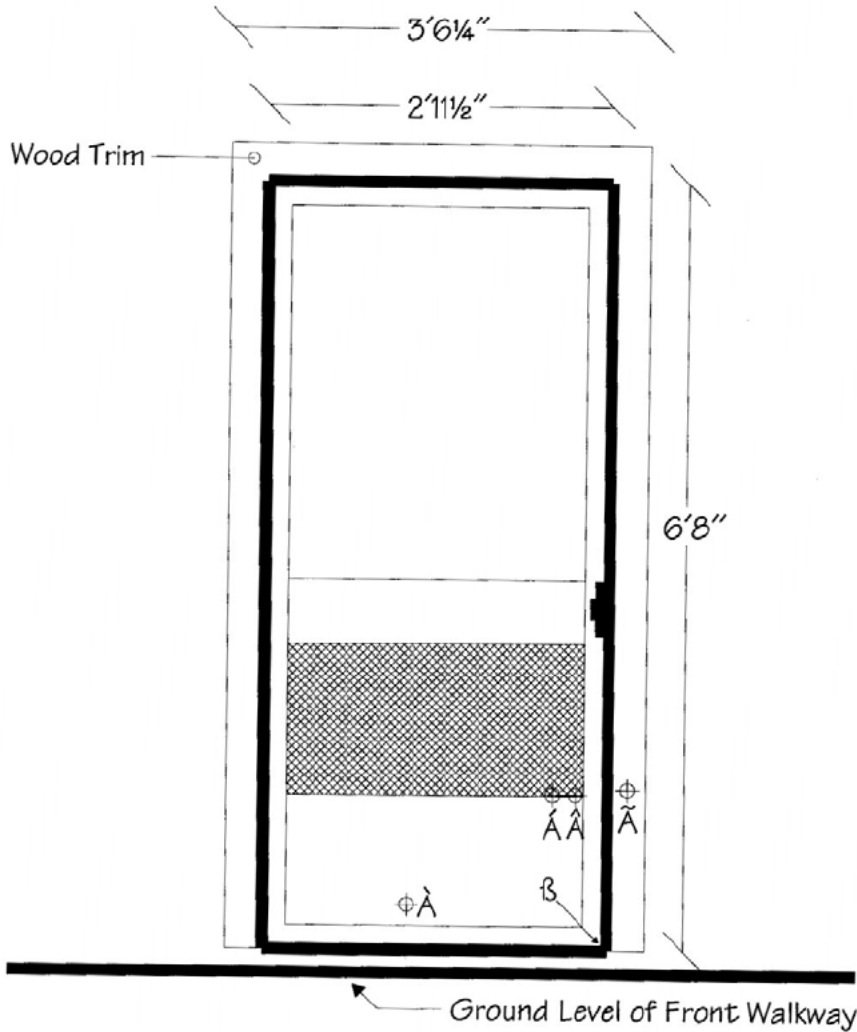 3'6¼"
2'11½"
Wood Trim
6'8"
Á Â Ã
À
ß
Ground Level of Front Walkway